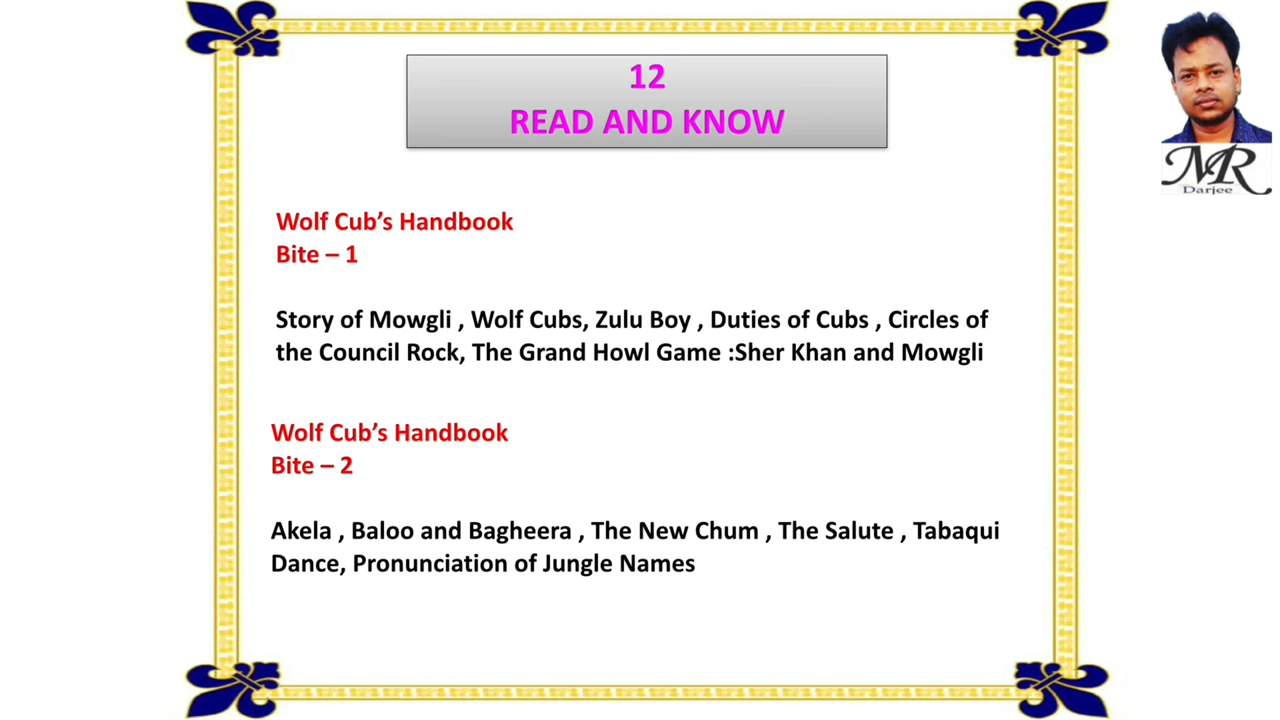 12
READ AND KNOW
MR
Darjee
Wolf Cub’s Handbook
Bite – 1
Story of Mowgli , Wolf Cubs, Zulu Boy , Duties of Cubs , Circles of
the Council Rock, The Grand Howl Game :Sher Khan and Mowgli
Wolf Cub’s Handbook
Bite – 2
Akela , Baloo and Bagheera , The New Chum , The Salute , Tabaqui
Dance, Pronunciation of Jungle Names